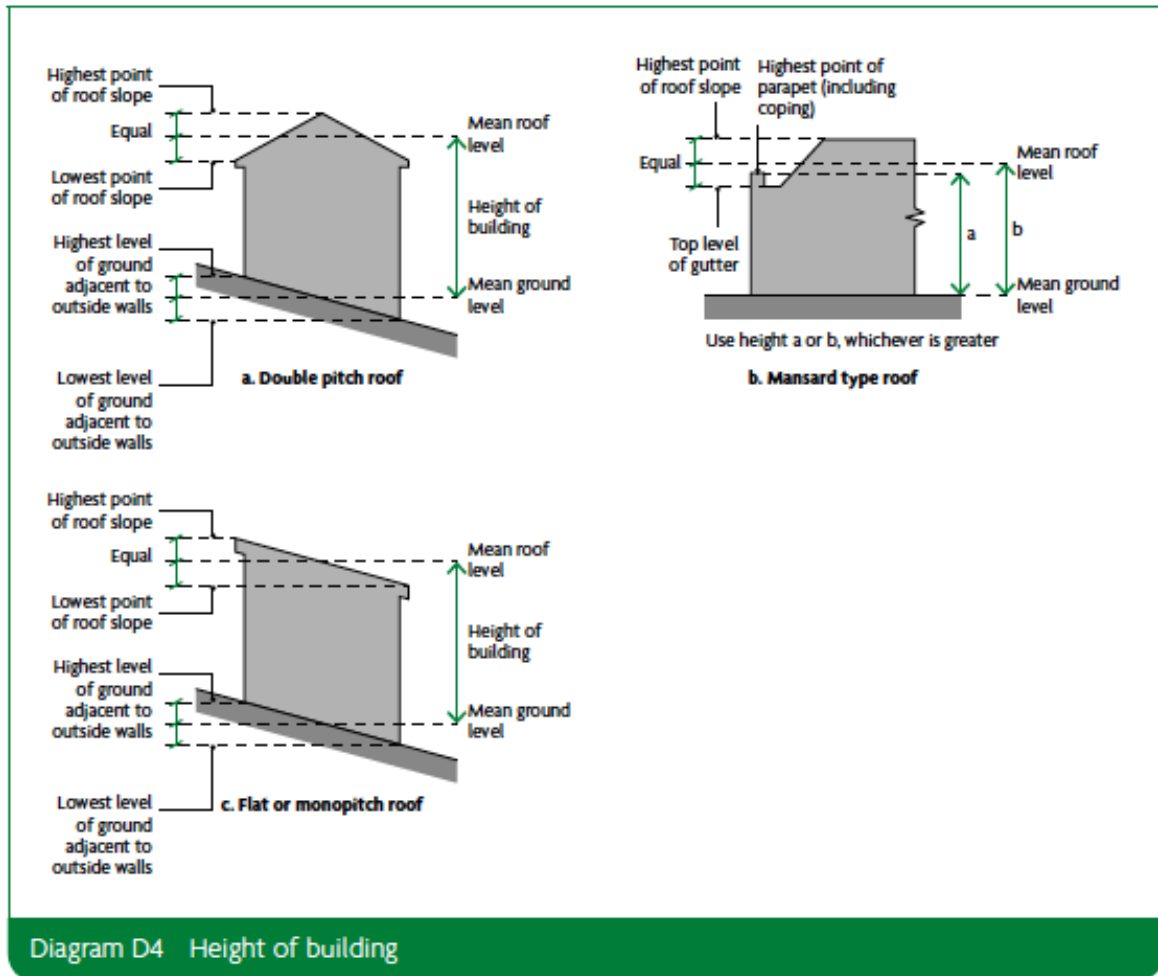 Highest point
of roof slope
Equal
Lowest point
of roof slope
Highest level
of ground
adjacent to
outside walls
Lowest level
of ground
adjacent to
outside walls
Mean roof
level
Height of
building
Mean ground
level
a. Double pitch roof
Highest point
of roof slope
Highest point of
parapet (including
coping)
Equal
Top level
of gutter
Mean roof
level
a
b
Mean ground
level
Use height a or b, whichever is greater
b. Mansard type roof
Highest point
of roof slope
Equal
Lowest point
of roof slope
Highest level
of ground
adjacent to
outside walls
Lowest level
of ground
adjacent to
outside walls
Mean roof
level
Height of
building
Mean ground
level
c. Flat or monopitch roof
Diagram D4 Height of building